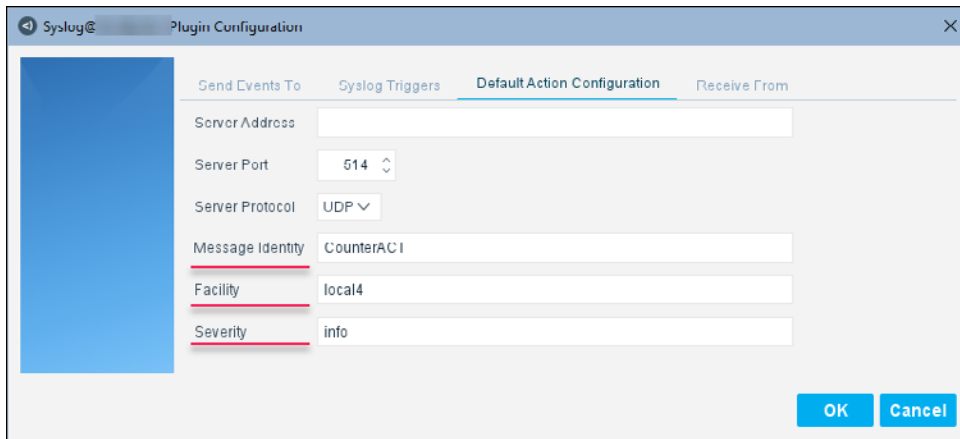 Syslog@ Plugin Configuration
Send Events To Syslog Triggers Default Action Configuration Receive From
Server Address
Server Port 514
Server Protocol UDP
Message Identity CounterACT
Facility local4
Severity info
OK Cancel